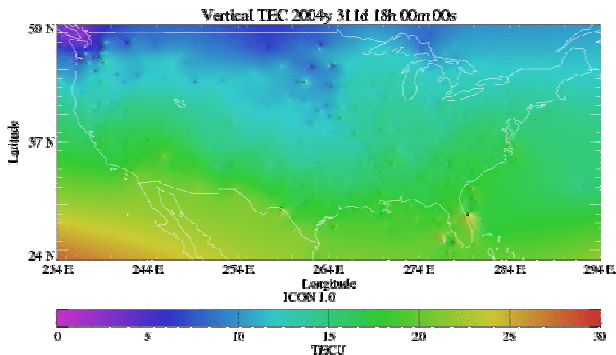 Vertical TEC 2004y 311d 18h 00m 00s
50 N
37 N
24 N
Latitude
234 E
244 E
254 E
264 E
274 E
284 E
294 E
Longitude
ICON 1.0
0
5
10
15
20
25
30
TECU